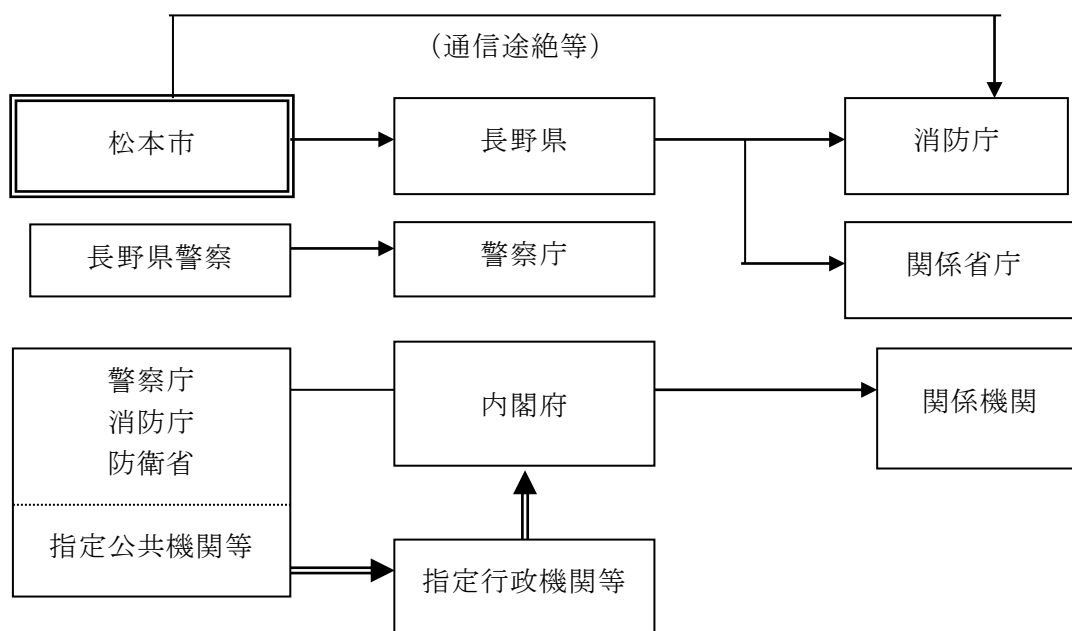 （通信途絶等）
松本市
長野県
消防庁
長野県警察
警察庁
関係省庁
警察庁
消防庁
防衛省
内閣府
関係機関
指定公共機関等
指定行政機関等